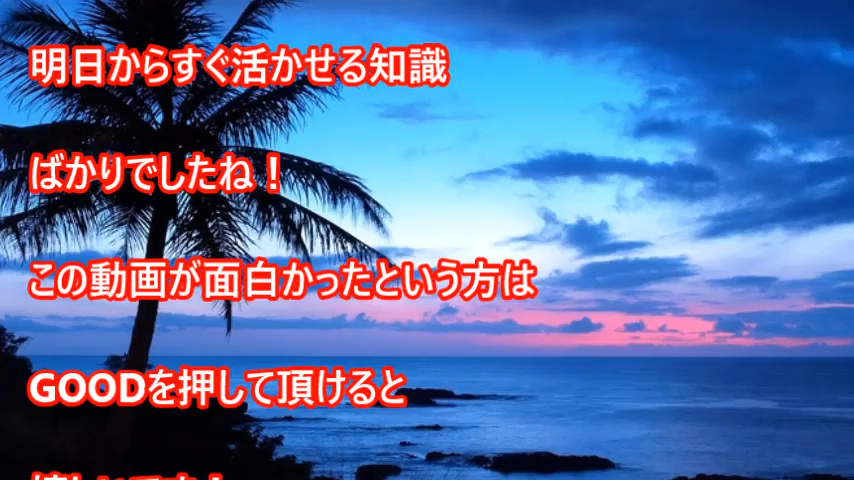 明日からすぐ活かせる知識
ばかりでしたね！
この動画が面白かったという方は
GOODを押して頂けると